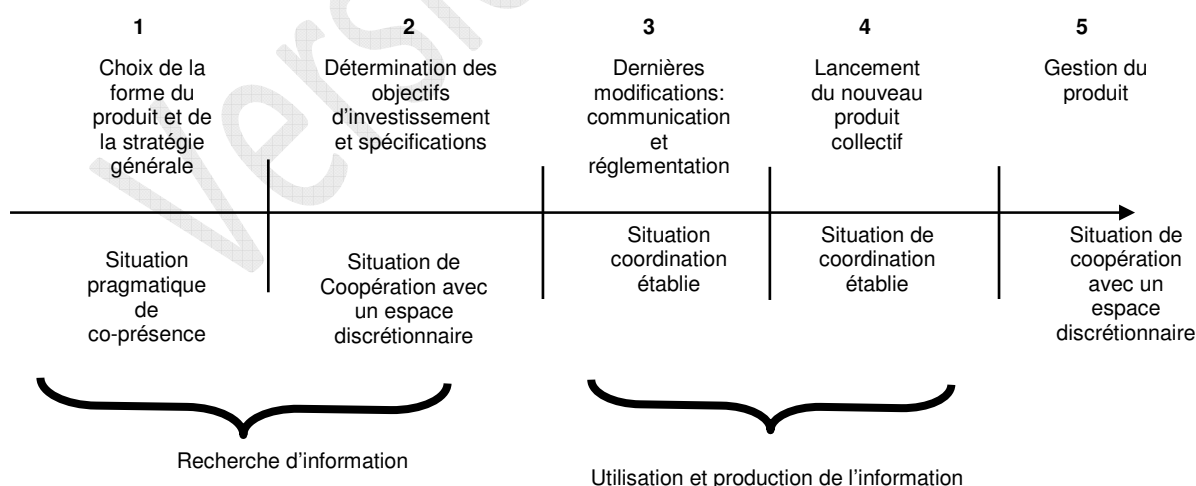 1
Choix de la
forme du
produit et de
la stratégie
générale
2
Détermination des
objectifs
d'investissement
et spécifications
3
Dernières
modifications:
communication
et
réglementation
4
Lancement
du nouveau
produit
collectif
5
Gestion du
produit
Situation
pragmatique
de
co-présence
Situation de
Coopération avec
un espace
discrétionnaire
Situation
coordination
établie
Situation de
coordination
établie
Situation de
coopération
avec un
espace
discrétionnaire
Recherche d'information
Utilisation et production de l'information
Versio